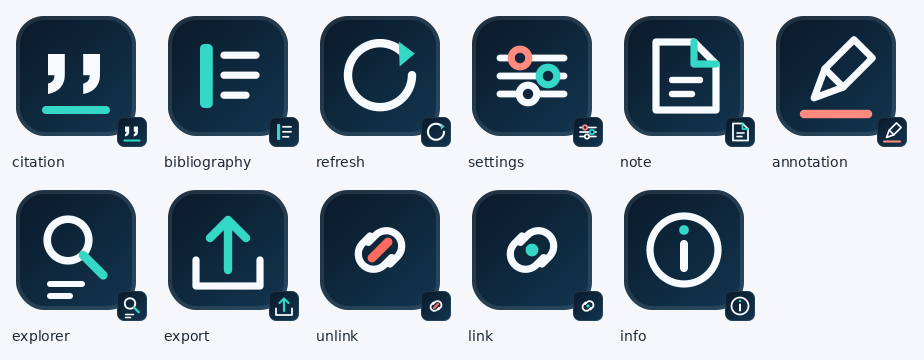 citation bibliography refresh settings note annotation
explorer export unlink link info